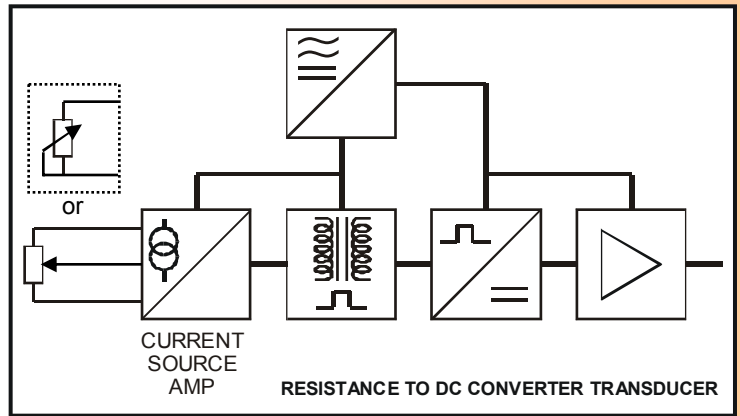 or
CURRENT
SOURCE
AMP
RESISTANCE TO DC CONVERTER TRANSDUCER